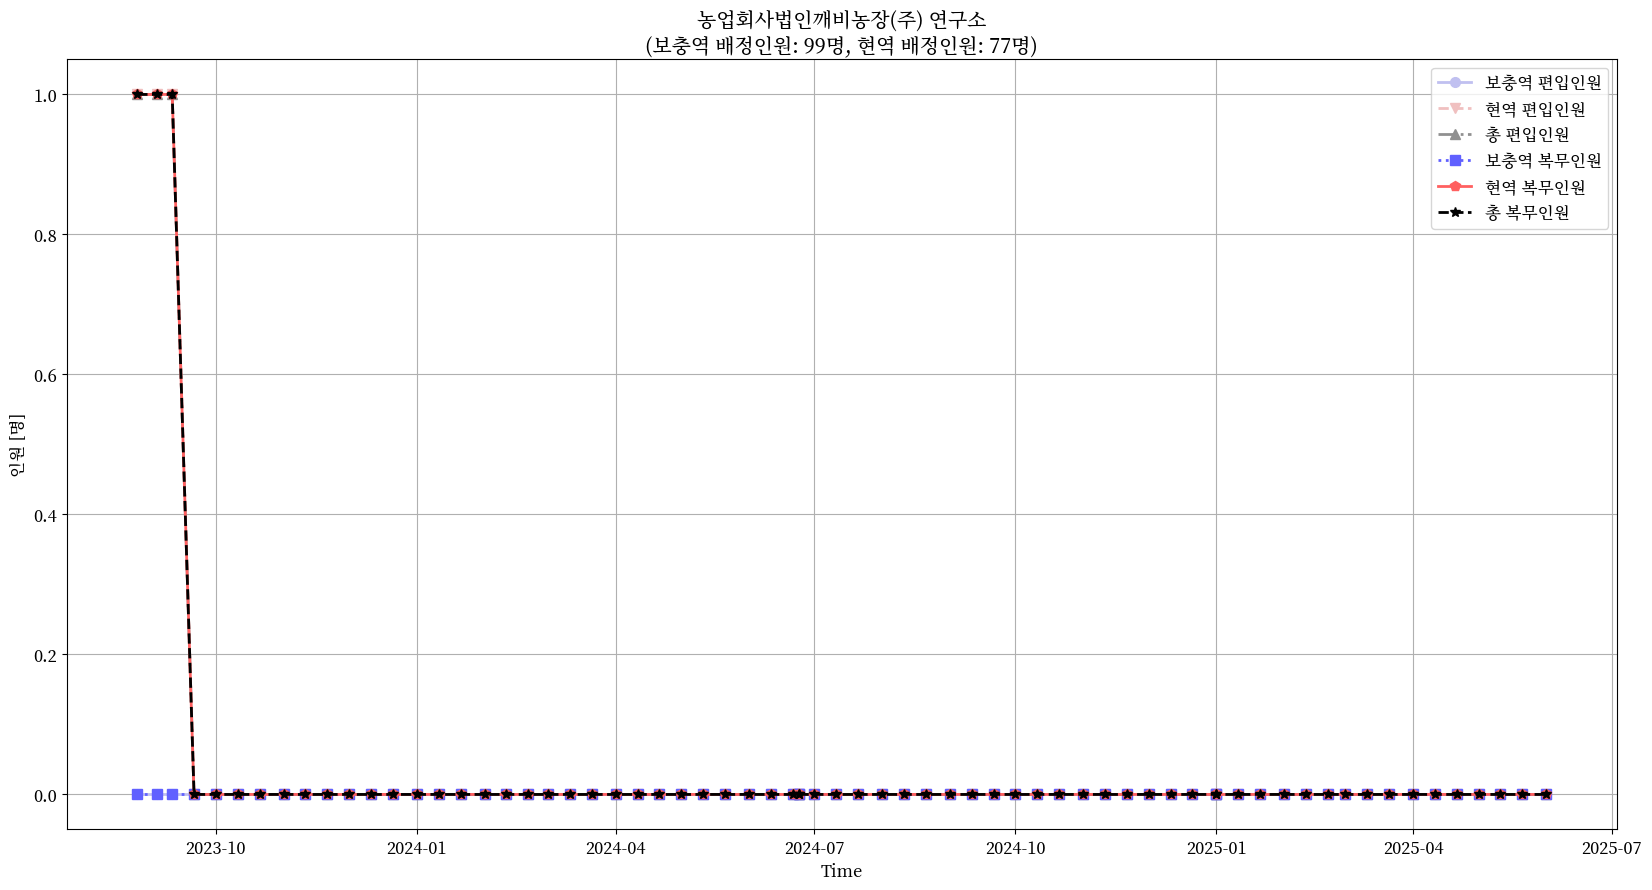 농업회사법인깨비농장(주) 연구소
(보충역 배정인원: 99명, 현역 배정인원: 77명)
보충역 편입인원
현역 편입인원
총 편입인원
보충역 복무인원
현역 복무인원
총 복무인원
1.0
0.8
0.6
0.4
0.2
0.0
인원 [명]
2023-10
2024-01
2024-04
2024-07
2024-10
2025-01
2025-04
2025-07
Time